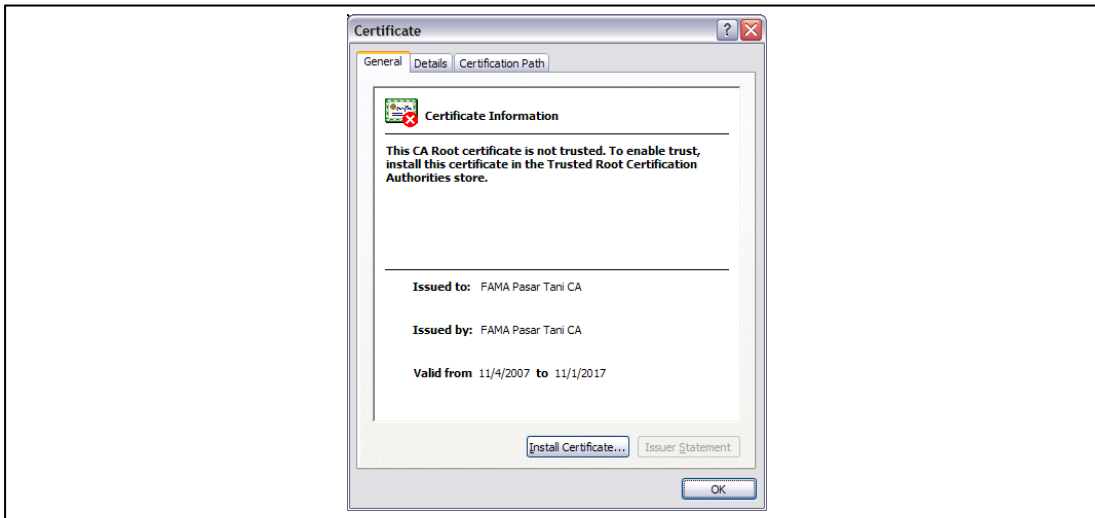 Certificate
General Details Certification Path
Certificate Information
This CA Root certificate is not trusted. To enable trust,
install this certificate in the Trusted Root Certification
Authorities store.
Issued to: FAMA Pasar Tani CA
Issued by: FAMA Pasar Tani CA
Valid from 11/4/2007 to 11/1/2017
Install Certificate... Issuer Statement
OK